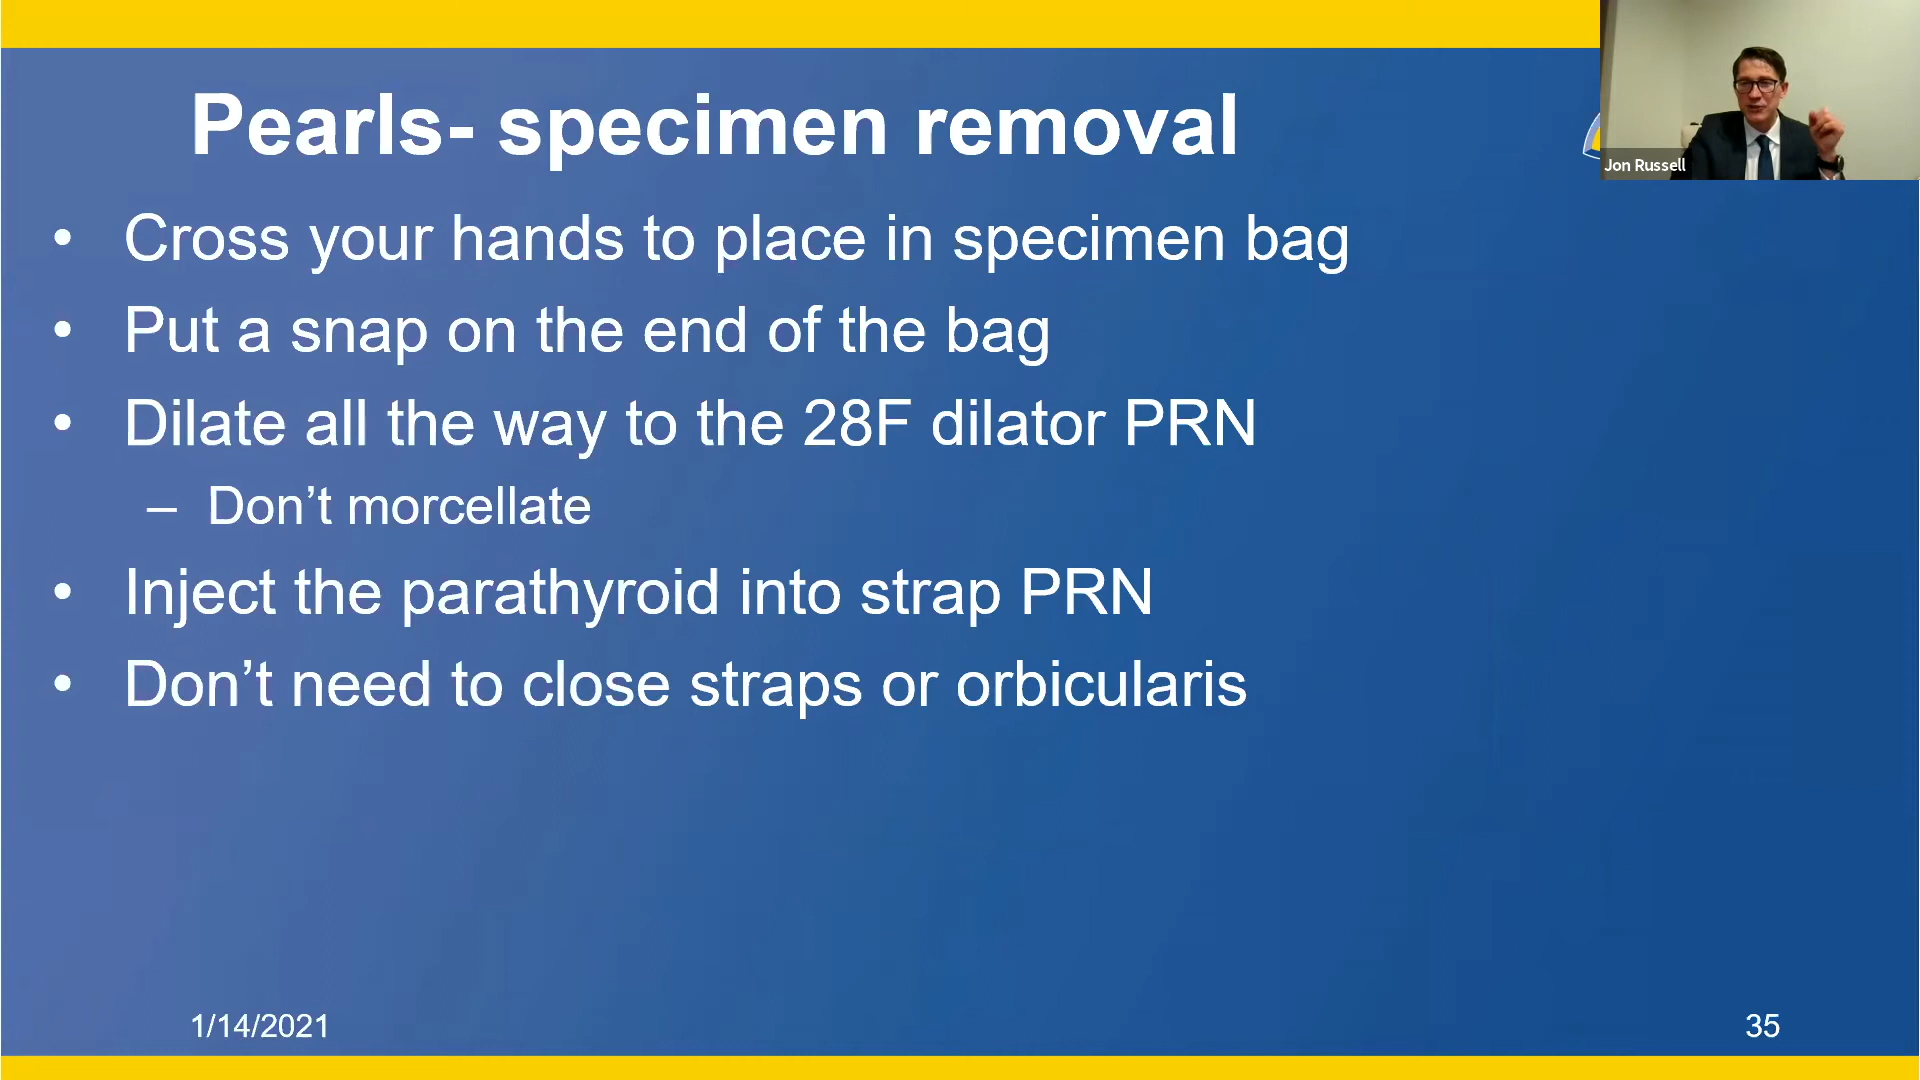 Pearls- specimen removal
Jon Russell
• Cross your hands to place in specimen bag
• Put a snap on the end of the bag
• Dilate all the way to the 28F dilator PRN
– Don’t morcellate
• Inject the parathyroid into strap PRN
• Don’t need to close straps or orbicularis
1/14/2021
35